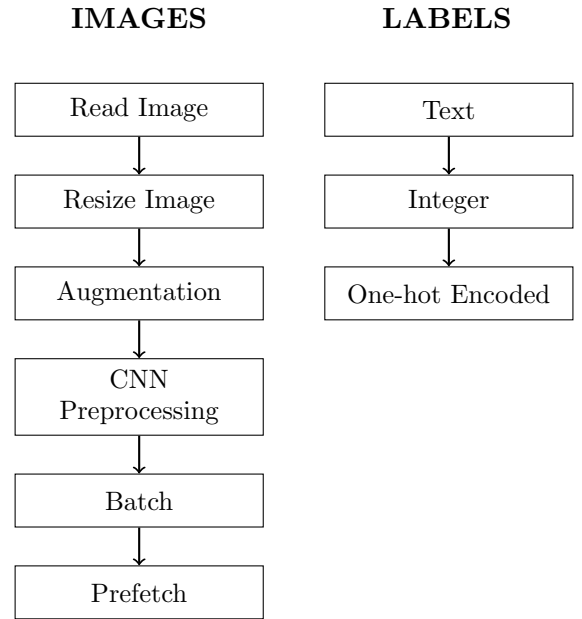 IMAGES
Read Image
Resize Image
Augmentation
CNN
Preprocessing
Batch
Prefetch
LABELS
Text
Integer
One-hot Encoded